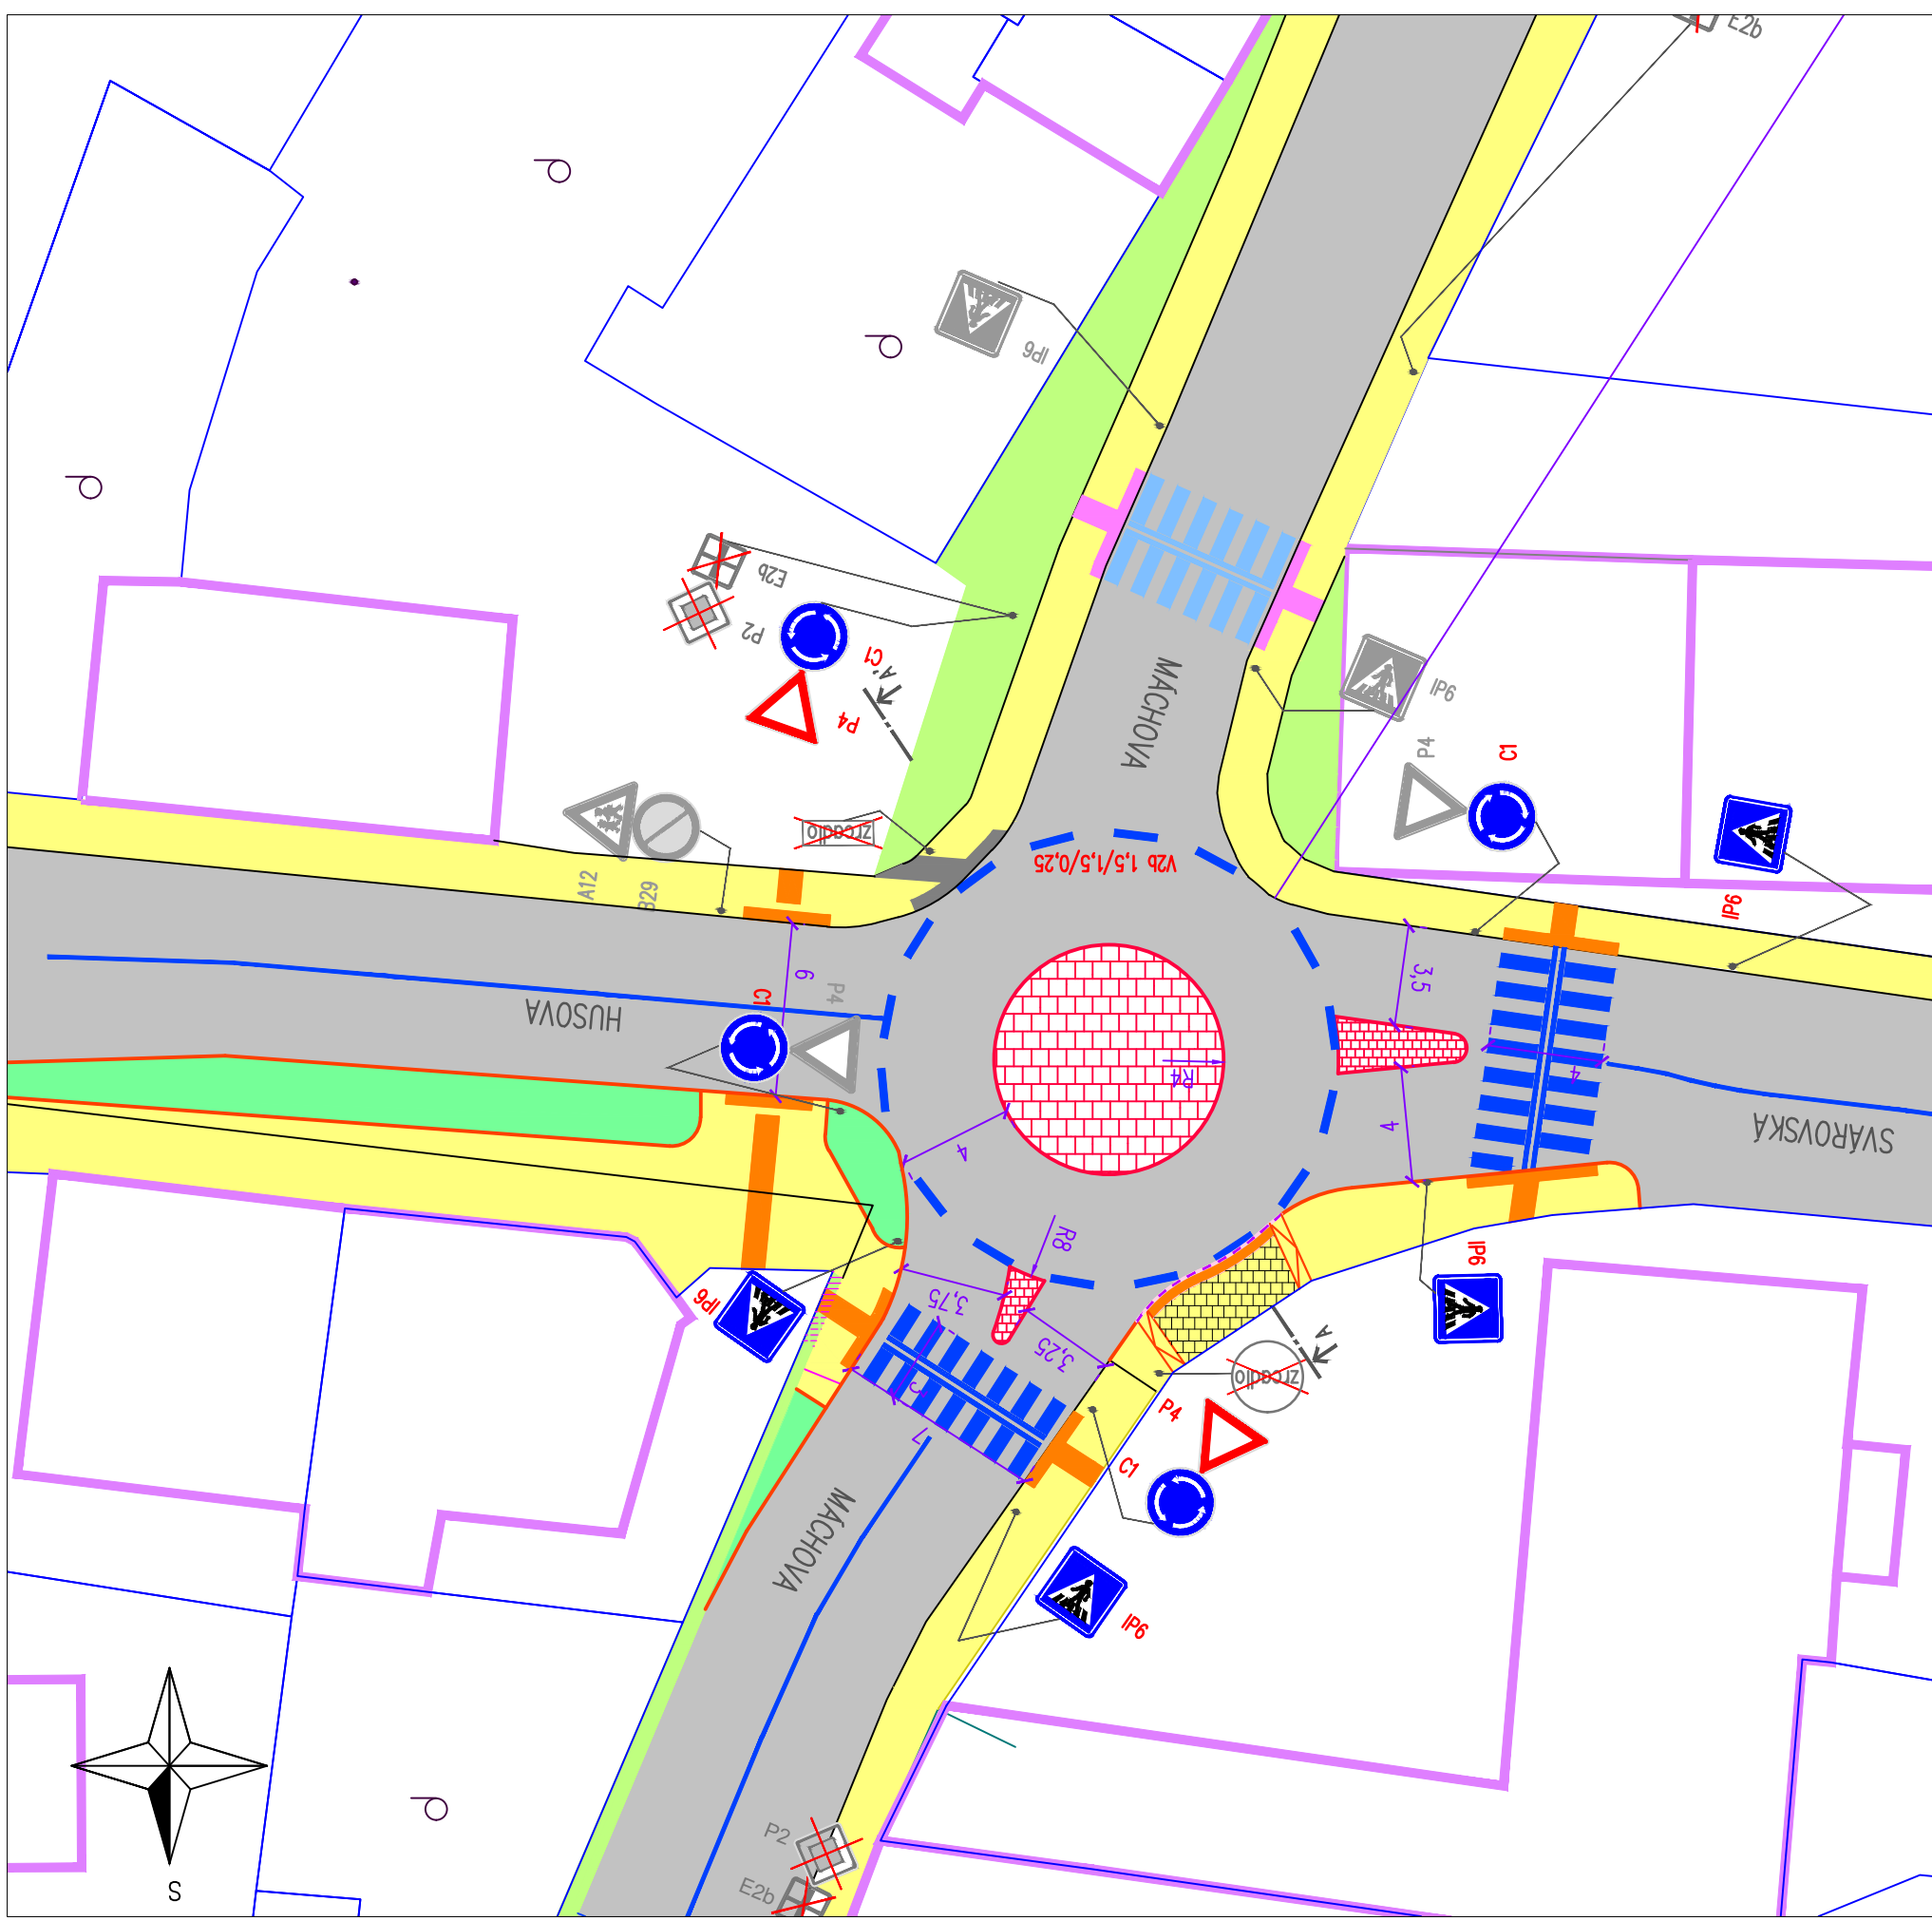 E2b
IP6
E2b
P2
C1
A'
P4
MÁCHOVA
IP6
P4
C1
zrcadlo
V2b 1,5/1,5/0,25
A12
B29
IP6
6
3,5
C1
P4
HUSOVA
R4
4
4
4
SVÁROVSKÁ
R8
IP6
IP6
3,75
3,25
A
zrcadlo
3
7
P4
C1
MÁCHOVA
IP6
P2
E2b
S